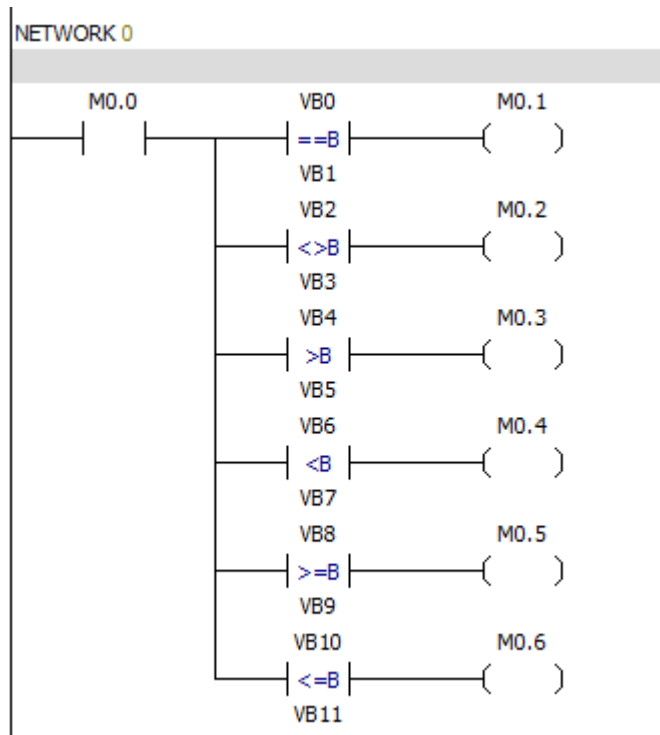 NETWORK 0
M0.0 VB0 M0.1
==B
VB1
VB2 M0.2
<>B
VB3
VB4 M0.3
>B
VB5
VB6 M0.4
<B
VB7
VB8 M0.5
>=B
VB9
VB10 M0.6
<=B
VB11